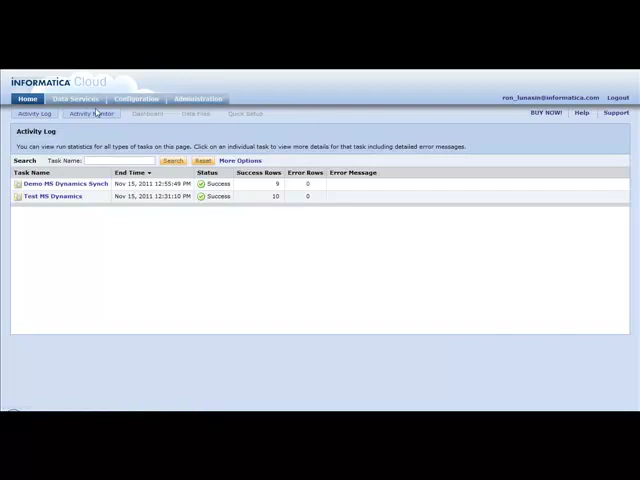 INFORMATICA Cloud
Home Data Services Configuration Administration
ron_lunasin@informatica.com Logout
Activity Log Activity Monitor Dashboard Data Flow Quick Setup
BUY NOW! Help Support
Activity Log
You can view run statistics for all types of tasks on this page. Click on an individual task to view more details for that task including detailed error messages.
Search Task Name: Search Reset More Options
Task Name End Time Status Success Rows Error Rows Error Message
Demo MS Dynamics Synch Nov 15, 2011 12:55:49 PM Success 9 0
Test MS Dynamics Nov 15, 2011 12:31:10 PM Success 10 0